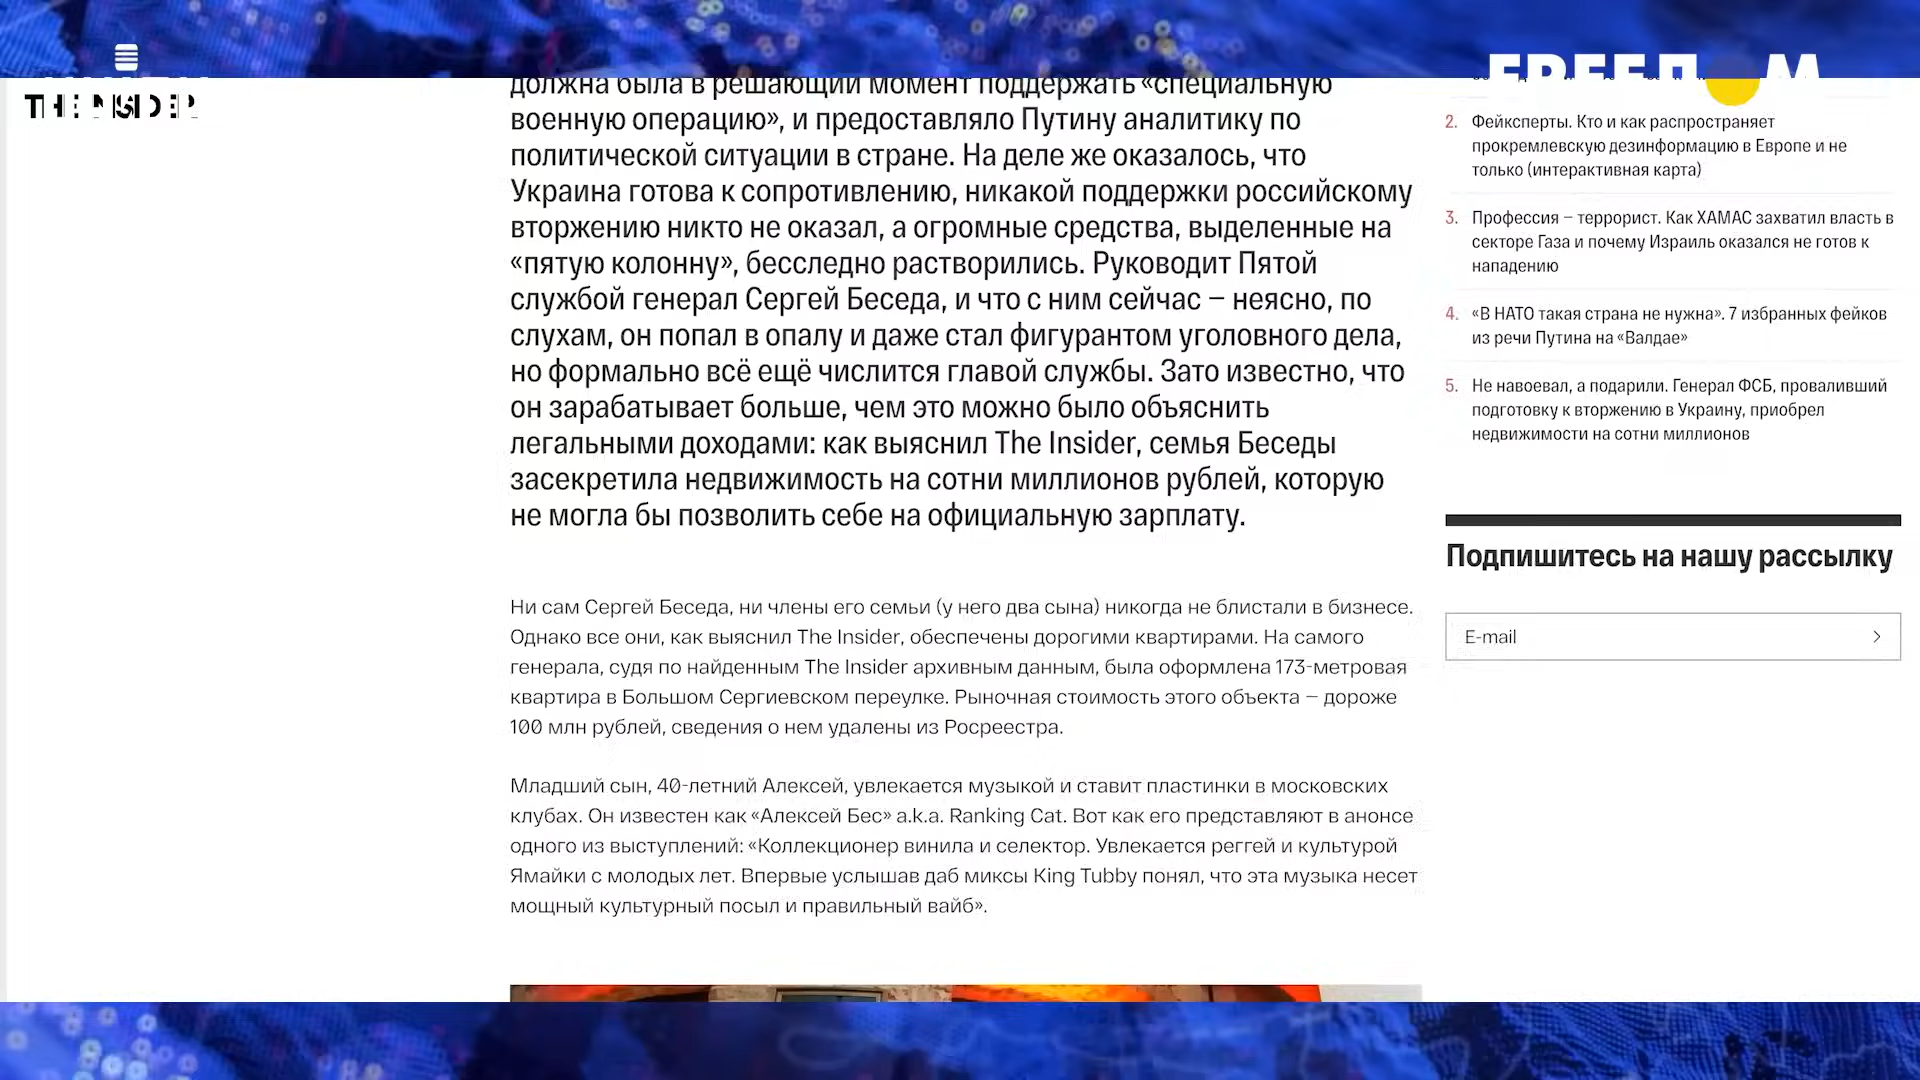 FREEДOM
THE INSIDER
должна была в решающий момент поддержать «специальную
военную операцию», и предоставляло Путину аналитику по
политической ситуации в стране. На деле же оказалось, что
Украина готова к сопротивлению, никакой поддержки российскому
вторжению никто не оказал, а огромные средства, выделенные на
«пятую колонну», бесследно растворились. Руководит Пятой
службой генерал Сергей Беседа, и что с ним сейчас – неясно, по
слухам, он попал в опалу и даже стал фигурантом уголовного дела,
но формально всё ещё числится главой службы. Зато известно, что
он зарабатывает больше, чем это можно было объяснить
легальными доходами: как выяснил The Insider, семья Беседы
засекретила недвижимость на сотни миллионов рублей, которую
не могла бы позволить себе на официальную зарплату.
Ни сам Сергей Беседа, ни члены его семьи (у него два сына) никогда не блистали в бизнесе.
Однако все они, как выяснил The Insider, обеспечены дорогими квартирами. На самого
генерала, судя по найденным The Insider архивным данным, была оформлена 173-метровая
квартира в Большом Сергиевском переулке. Рыночная стоимость этого объекта – дороже
100 млн рублей, сведения о нем удалены из Росреестра.
Младший сын, 40-летний Алексей, увлекается музыкой и ставит пластинки в московских
клубах. Он известен как «Алексей Бес» a.k.a. Ranking Cat. Вот как его представляют в анонсе
одного из выступлений: «Коллекционер винила и селектор. Увлекается реггей и культурой
Ямайки с молодых лет. Впервые услышав даб миксы King Tubby понял, что эта музыка несет
мощный культурный посыл и правильный вайб».
2. Фейксперты. Кто и как распространяет
прокремлевскую дезинформацию в Европе и не
только (интерактивная карта)
3. Профессия – террорист. Как ХАМАС захватил власть в
секторе Газа и почему Израиль оказался не готов к
нападению
4. «В НАТО такая страна не нужна». 7 избранных фейков
из речи Путина на «Валдае»
5. Не навоевал, а подарили. Генерал ФСБ, проваливший
подготовку к вторжению в Украину, приобрел
недвижимости на сотни миллионов
Подпишитесь на нашу рассылку
E-mail